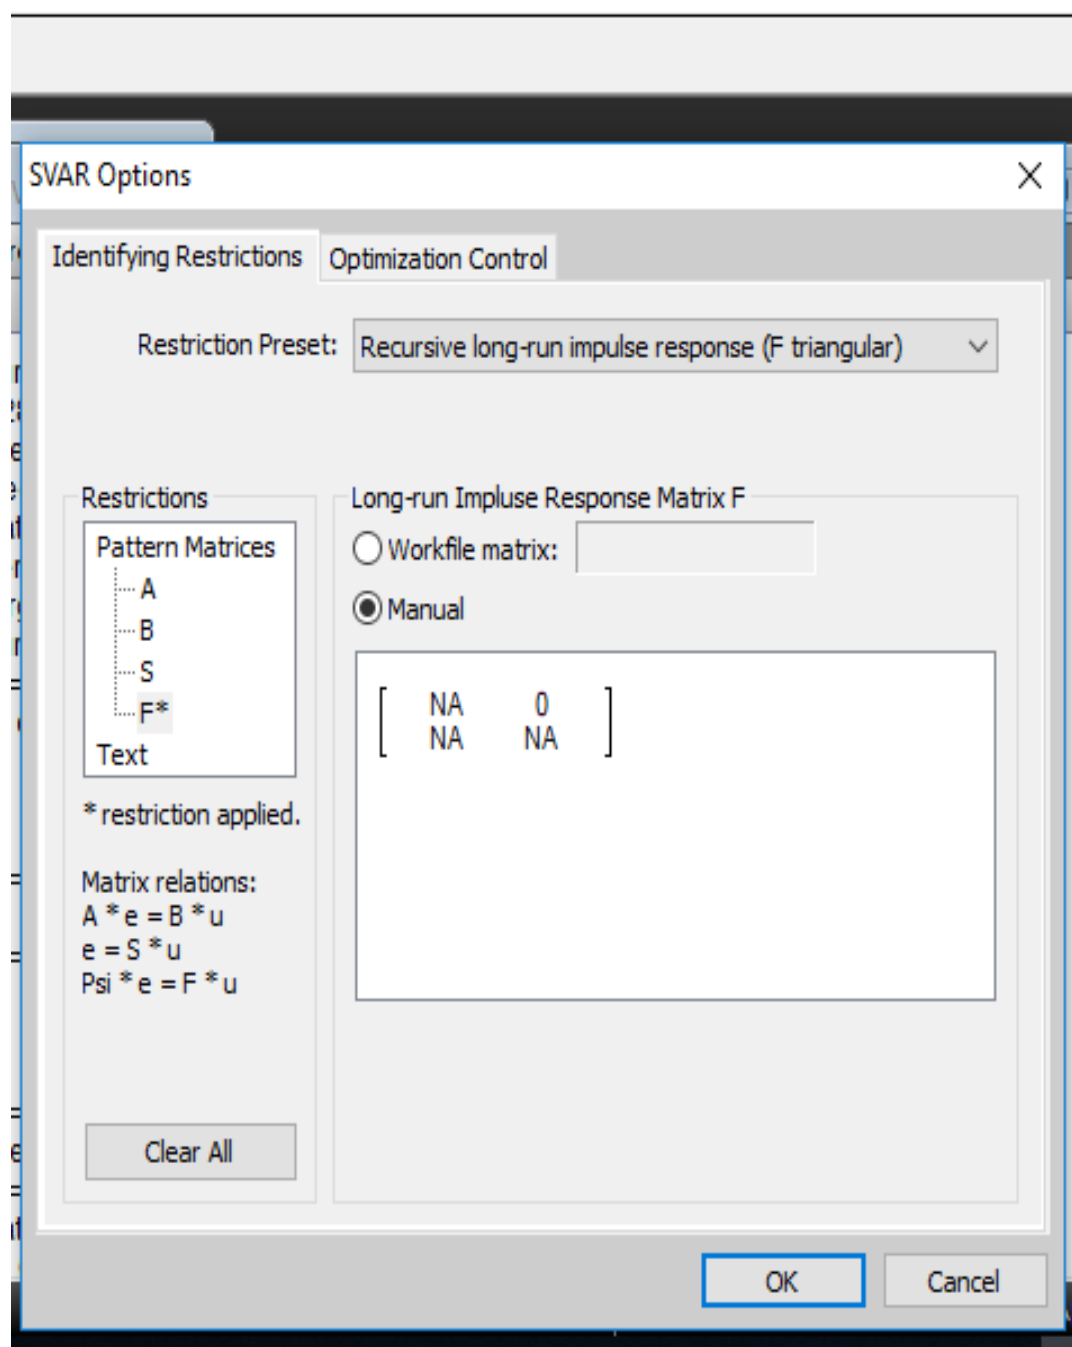 SVAR Options
Identifying Restrictions
Optimization Control
Restriction Preset:
Recursive long-run impulse response (F triangular)
Restrictions
Pattern Matrices
A
B
S
F*
Text
* restriction applied.
Matrix relations:
A * e = B * u
e = S * u
Psi * e = F * u
Clear All
Long-run Impluse Response Matrix F
Workfile matrix:
Manual
NA 0
NA NA
OK
Cancel